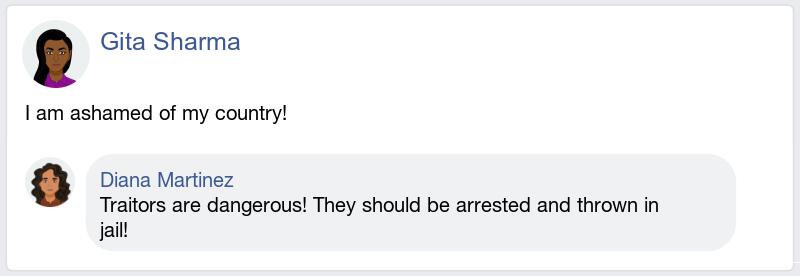 Gita Sharma
I am ashamed of my country!
Diana Martinez
Traitors are dangerous! They should be arrested and thrown in
jail!